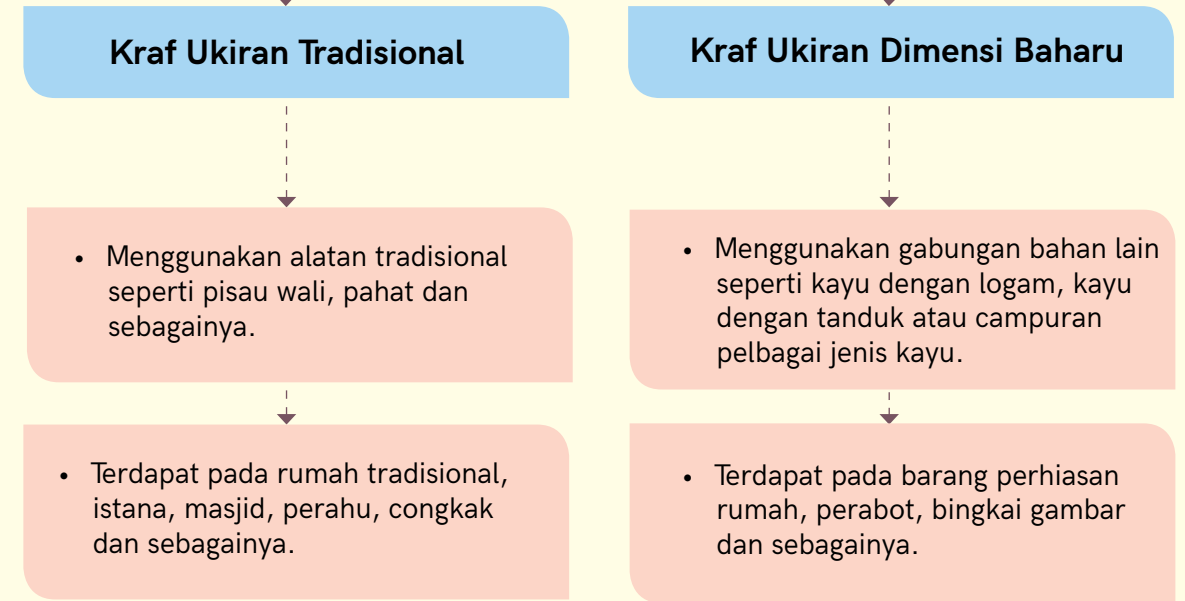 Kraf Ukiran Tradisional
• Menggunakan alatan tradisional
seperti pisau wali, pahat dan
sebagainya.
• Terdapat pada rumah tradisional,
istana, masjid, perahu, congkak
dan sebagainya.
Kraf Ukiran Dimensi Baharu
• Menggunakan gabungan bahan lain
seperti kayu dengan logam, kayu
dengan tanduk atau campuran
pelbagai jenis kayu.
• Terdapat pada barang perhiasan
rumah, perabot, bingkai gambar
dan sebagainya.